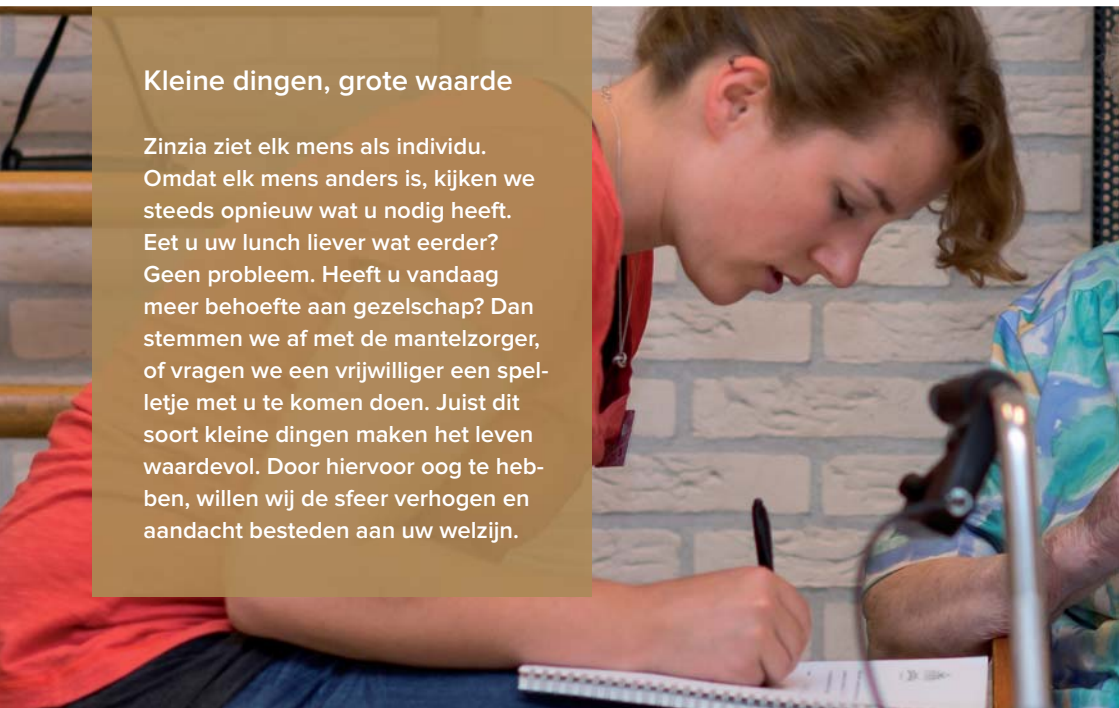 Kleine dingen, grote waarde
Zinzia ziet elk mens als individu.
Omdat elk mens anders is, kijken we
steeds opnieuw wat u nodig heeft.
Eet u uw lunch liever wat eerder?
Geen probleem. Heeft u vandaag
meer behoefte aan gezelschap? Dan
stemmen we af met de mantelzorger,
of vragen we een vrijwilliger een spel-
letje met u te komen doen. Juist dit
soort kleine dingen maken het leven
waardevol. Door hiervoor oog te heb-
ben, willen wij de sfeer verhogen en
aandacht besteden aan uw welzijn.